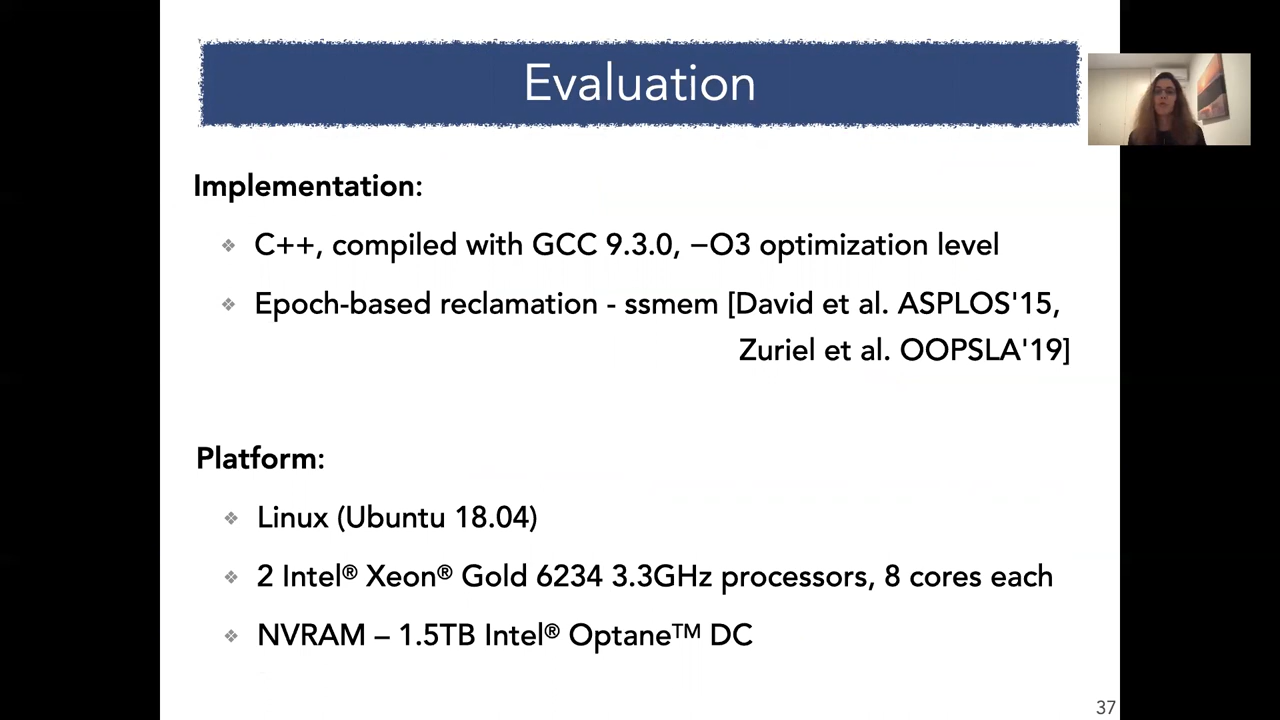 Evaluation
Implementation:
❖ C++, compiled with GCC 9.3.0, −O3 optimization level
❖ Epoch-based reclamation - ssmem [David et al. ASPLOS'15,
Zuriel et al. OOPSLA'19]
Platform:
❖ Linux (Ubuntu 18.04)
❖ 2 Intel® Xeon® Gold 6234 3.3GHz processors, 8 cores each
❖ NVRAM – 1.5TB Intel® Optane™ DC
37